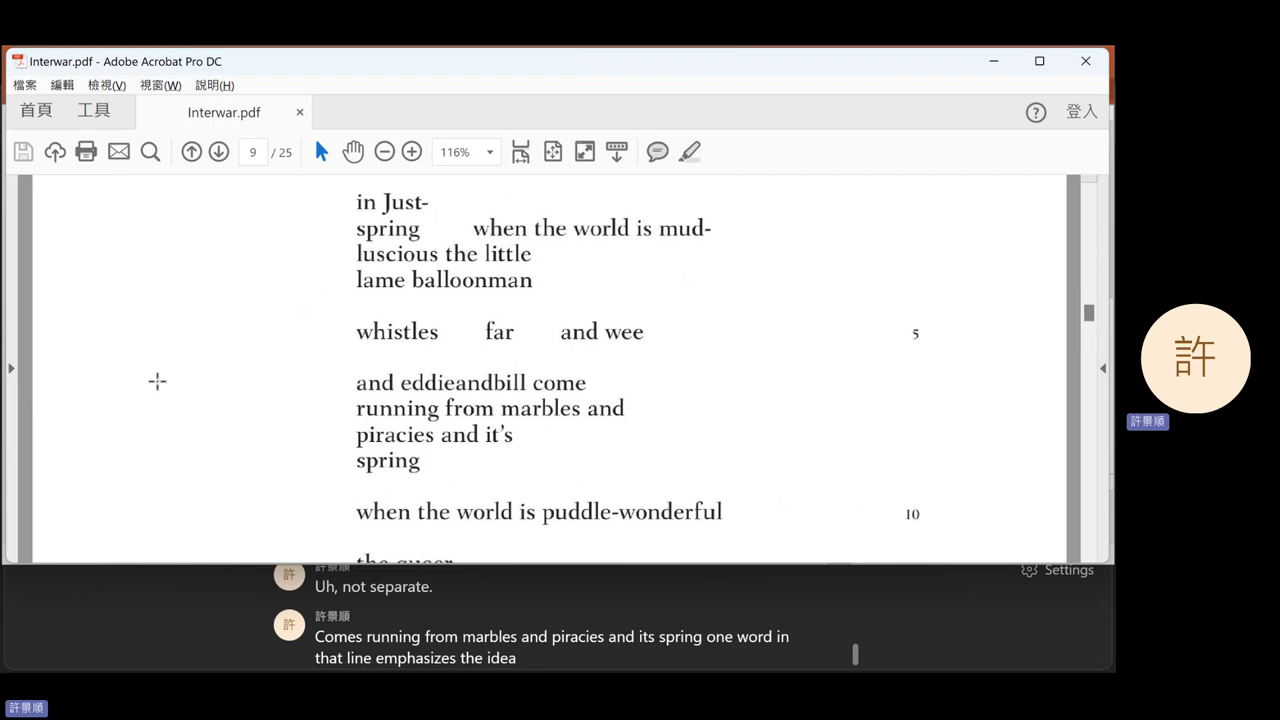 Interwar.pdf - Adobe Acrobat Pro DC
檔案 編輯 檢視(V) 視窗(W) 說明(H)
首頁 工具 Interwar.pdf × ? 登入
9 / 25 116%
in Just-
spring when the world is mud-
luscious the little
lame balloonman
whistles far and wee 5
and eddieandbill come
running from marbles and
piracies and it's
spring
when the world is puddle-wonderful 10
the queer
許
許景順
許 許景順
Uh, not separate.
Settings
許 許景順
Comes running from marbles and piracies and its spring one word in
that line emphasizes the idea
許景順